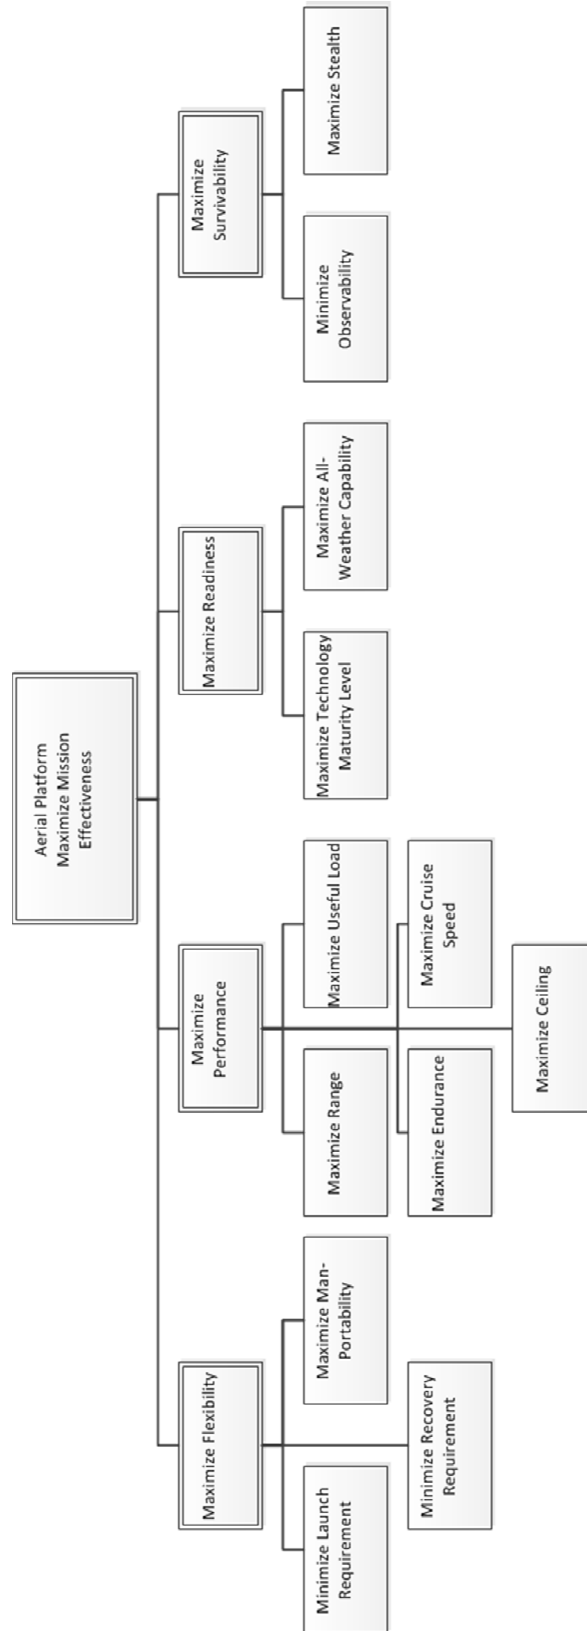 Aerial Platform
Maximize Mission
Effectiveness
Maximize Flexibility
Maximize
Performance
Maximize Readiness
Maximize
Survivability
Minimize Launch
Requirement
Maximize Man-
Portability
Minimize Recovery
Requirement
Maximize Range
Maximize Useful Load
Maximize Endurance
Maximize Cruise
Speed
Maximize Ceiling
Maximize Technology
Maturity Level
Maximize All-
Weather Capability
Minimize
Observability
Maximize Stealth